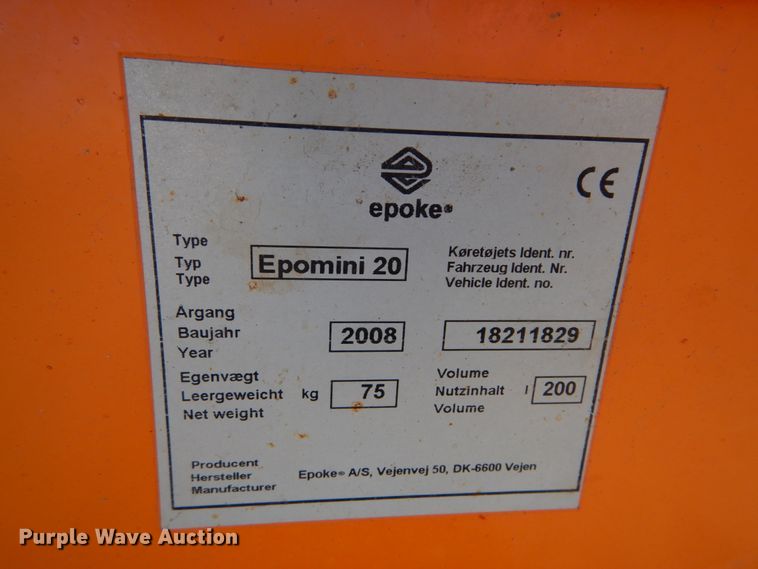 CE
epoke®
Type
Typ
Type
Epomini 20
Køretøjets Ident. nr.
Fahrzeug Ident. Nr.
Vehicle Ident. no.
Argang
Baujahr
Year
2008
18211829
Egenvægt
Leergeweicht kg 75
Net weight
Volume
Nutzinhalt l 200
Volume
Producent
Hersteller
Manufacturer
Epoke® A/S, Vejenvej 50, DK-6600 Vejen
Purple Wave Auction